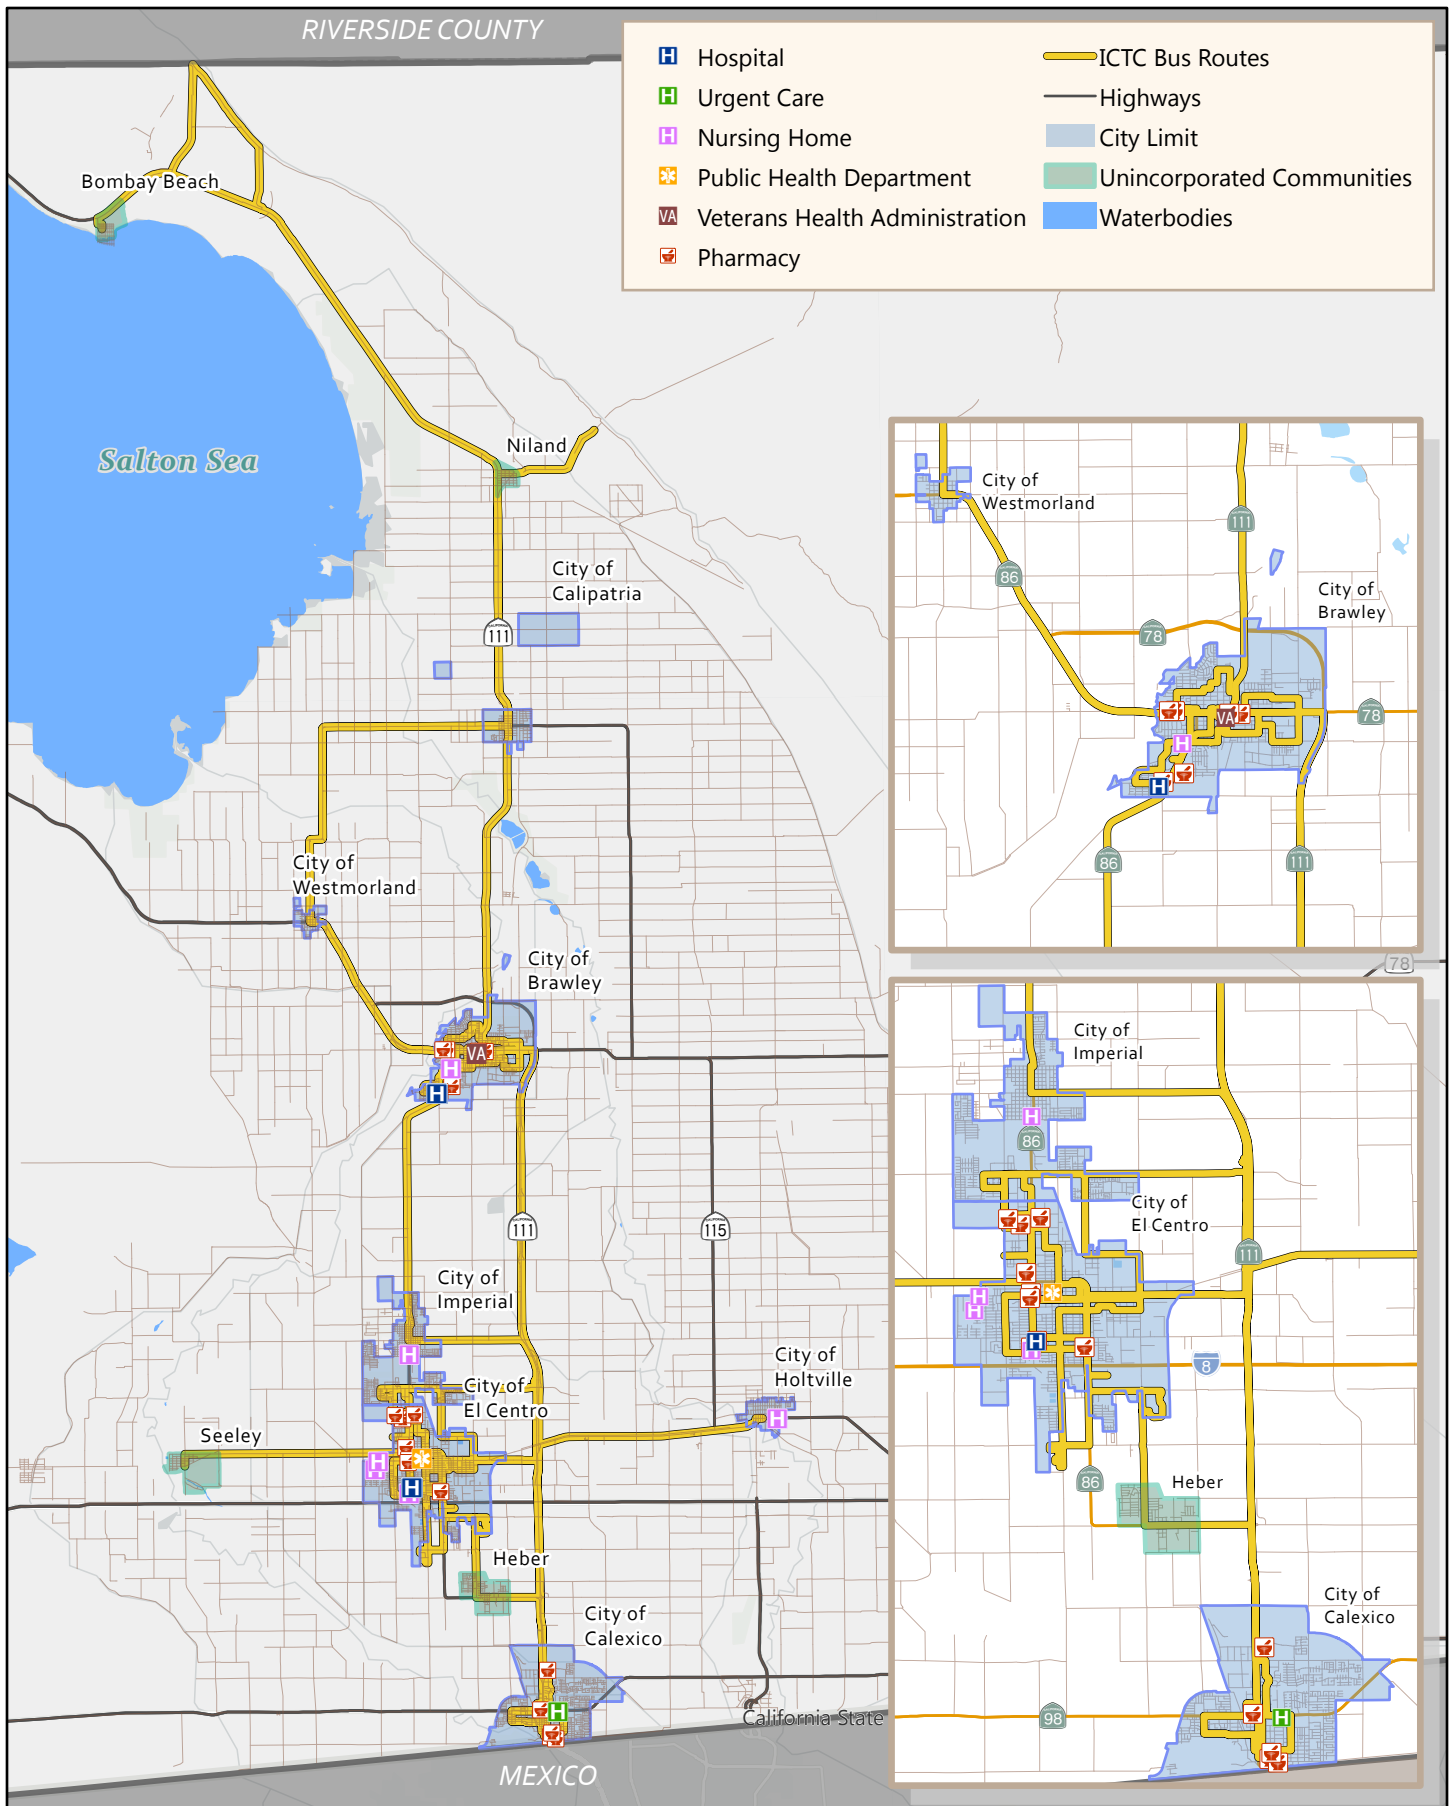 RIVERSIDE COUNTY
H Hospital
H Urgent Care
H Nursing Home
Public Health Department
VA Veterans Health Administration
Pharmacy
ICTC Bus Routes
Highways
City Limit
Unincorporated Communities
Waterbodies
Bombay Beach
Salton Sea
Niland
City of
Calipatria
111
City of
Westmorland
City of
Brawley
VA
H
H
78
111
115
City of
Imperial
H
City of
El Centro
City of
Holtville
H
Seeley
H
H
Heber
City of
Calexico
H
California State
MEXICO
City of
Westmorland
111
86
City of
Brawley
78
VA
78
H
H
86
111
City of
Imperial
H
86
City of
El Centro
111
H
H
H
H
8
86
Heber
City of
Calexico
98
H